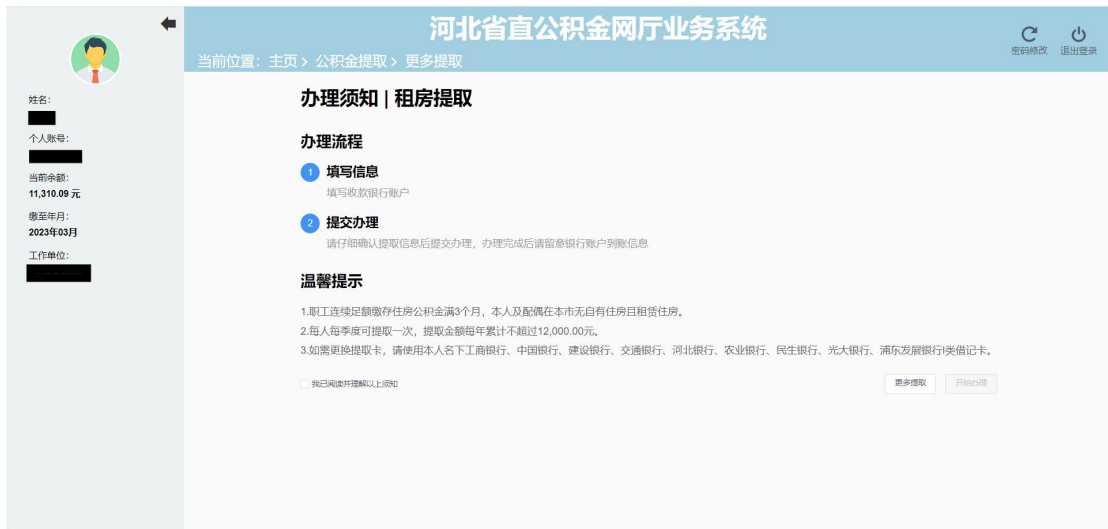 河北省直公积金网厅业务系统
密码修改 退出登录
当前位置：主页 > 公积金提取 > 更多提取
姓名：
个人账号：
当前余额：
11,310.09 元
缴至年月：
2023年03月
工作单位：
办理须知 | 租房提取
办理流程
1 填写信息
填写收款银行账户
2 提交办理
请仔细确认提取信息后提交办理，办理完成后请留意银行账户到账信息
温馨提示
1.职工连续足额缴存住房公积金满3个月，本人及配偶在本市无自有住房且租赁住房。
2.每人每季度可提取一次，提取金额每年累计不超过12,000.00元。
3.如需更换提取卡，请使用本人名下工商银行、中国银行、建设银行、交通银行、河北银行、农业银行、民生银行、光大银行、浦东发展银行I类借记卡。
我已阅读并理解以上须知
更多提取 开始办理